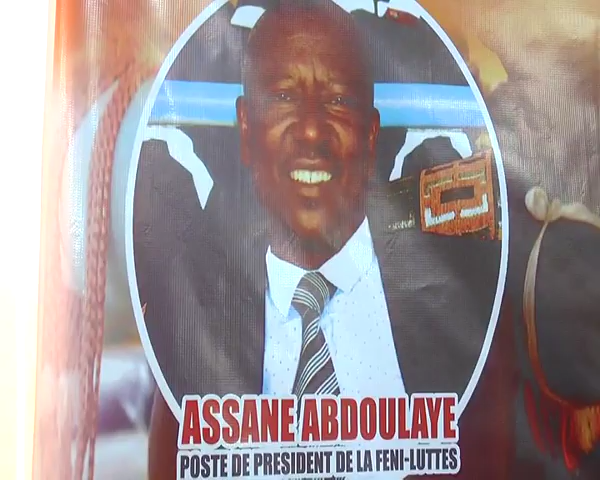 ASSANE ABDOULAYE
POSTE DE PRESIDENT DE LA FENI-LUTTES